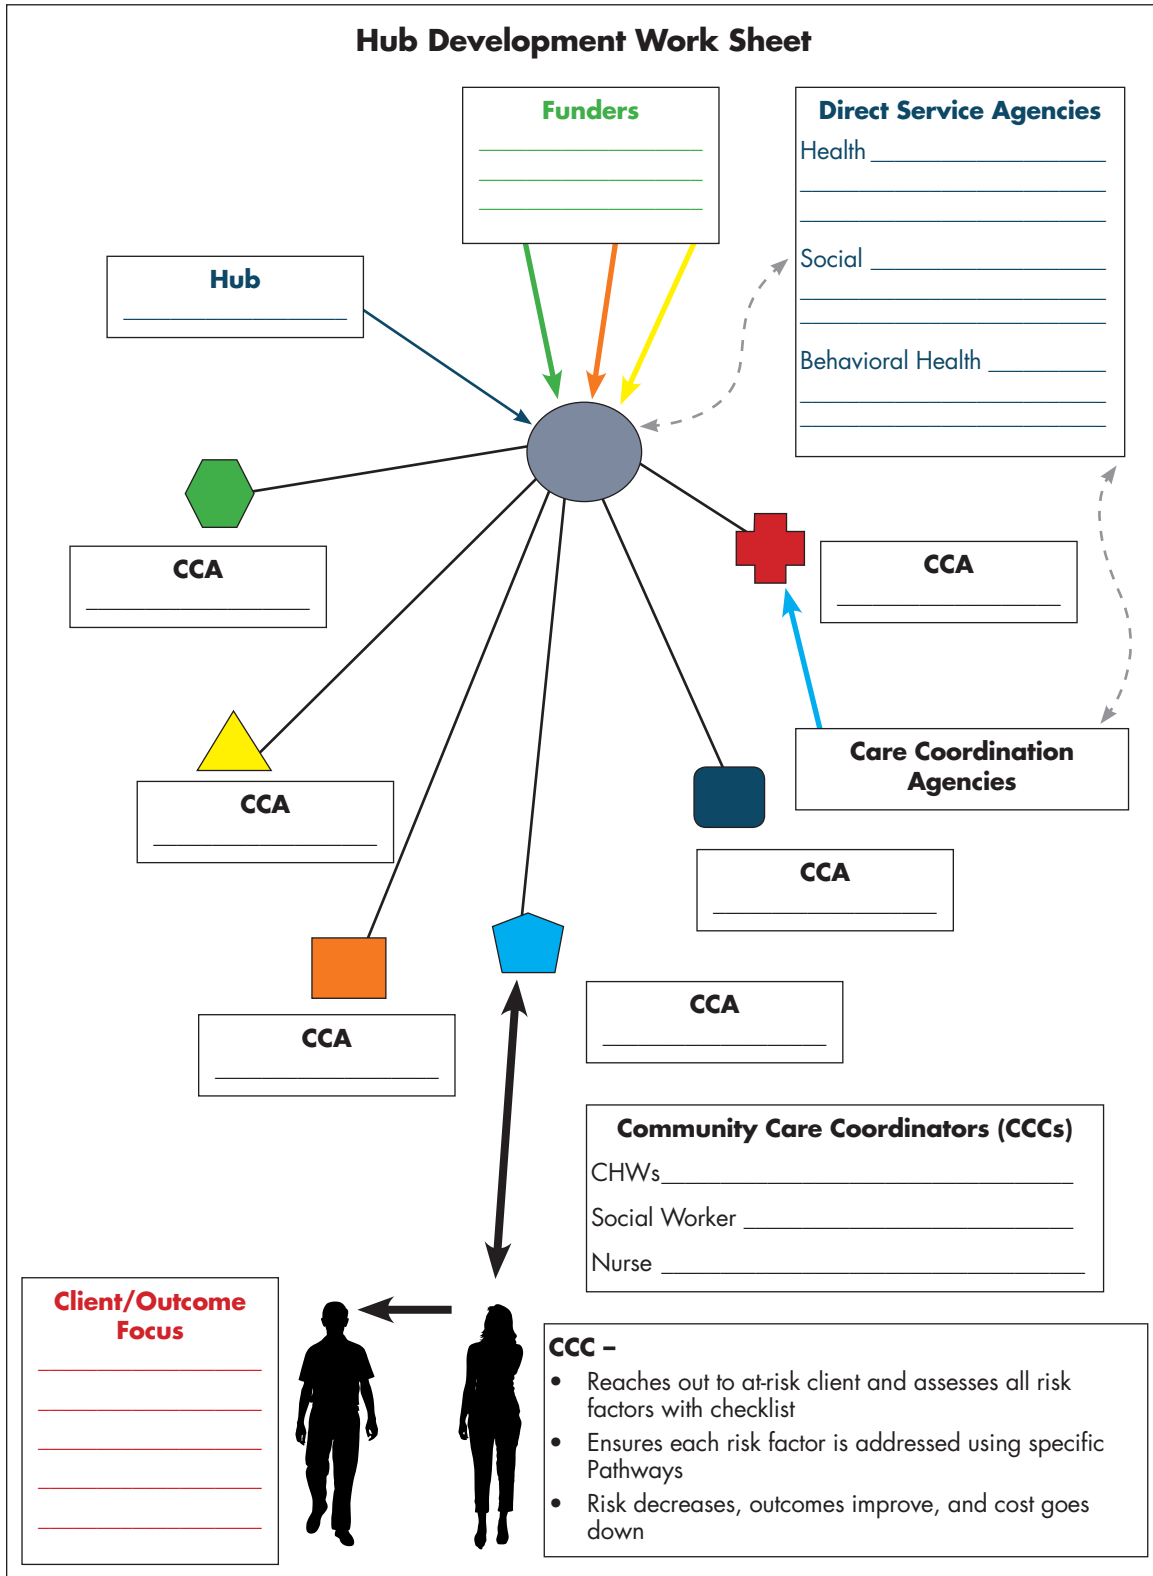 Hub Development Work Sheet
Funders
Direct Service Agencies
Health
Social
Behavioral Health
Hub
CCA
CCA
CCA
Care Coordination
Agencies
CCA
CCA
CCA
Community Care Coordinators (CCCs)
CHWs
Social Worker
Nurse
Client/Outcome
Focus
CCC –
• Reaches out to at-risk client and assesses all risk
factors with checklist
• Ensures each risk factor is addressed using specific
Pathways
• Risk decreases, outcomes improve, and cost goes
down